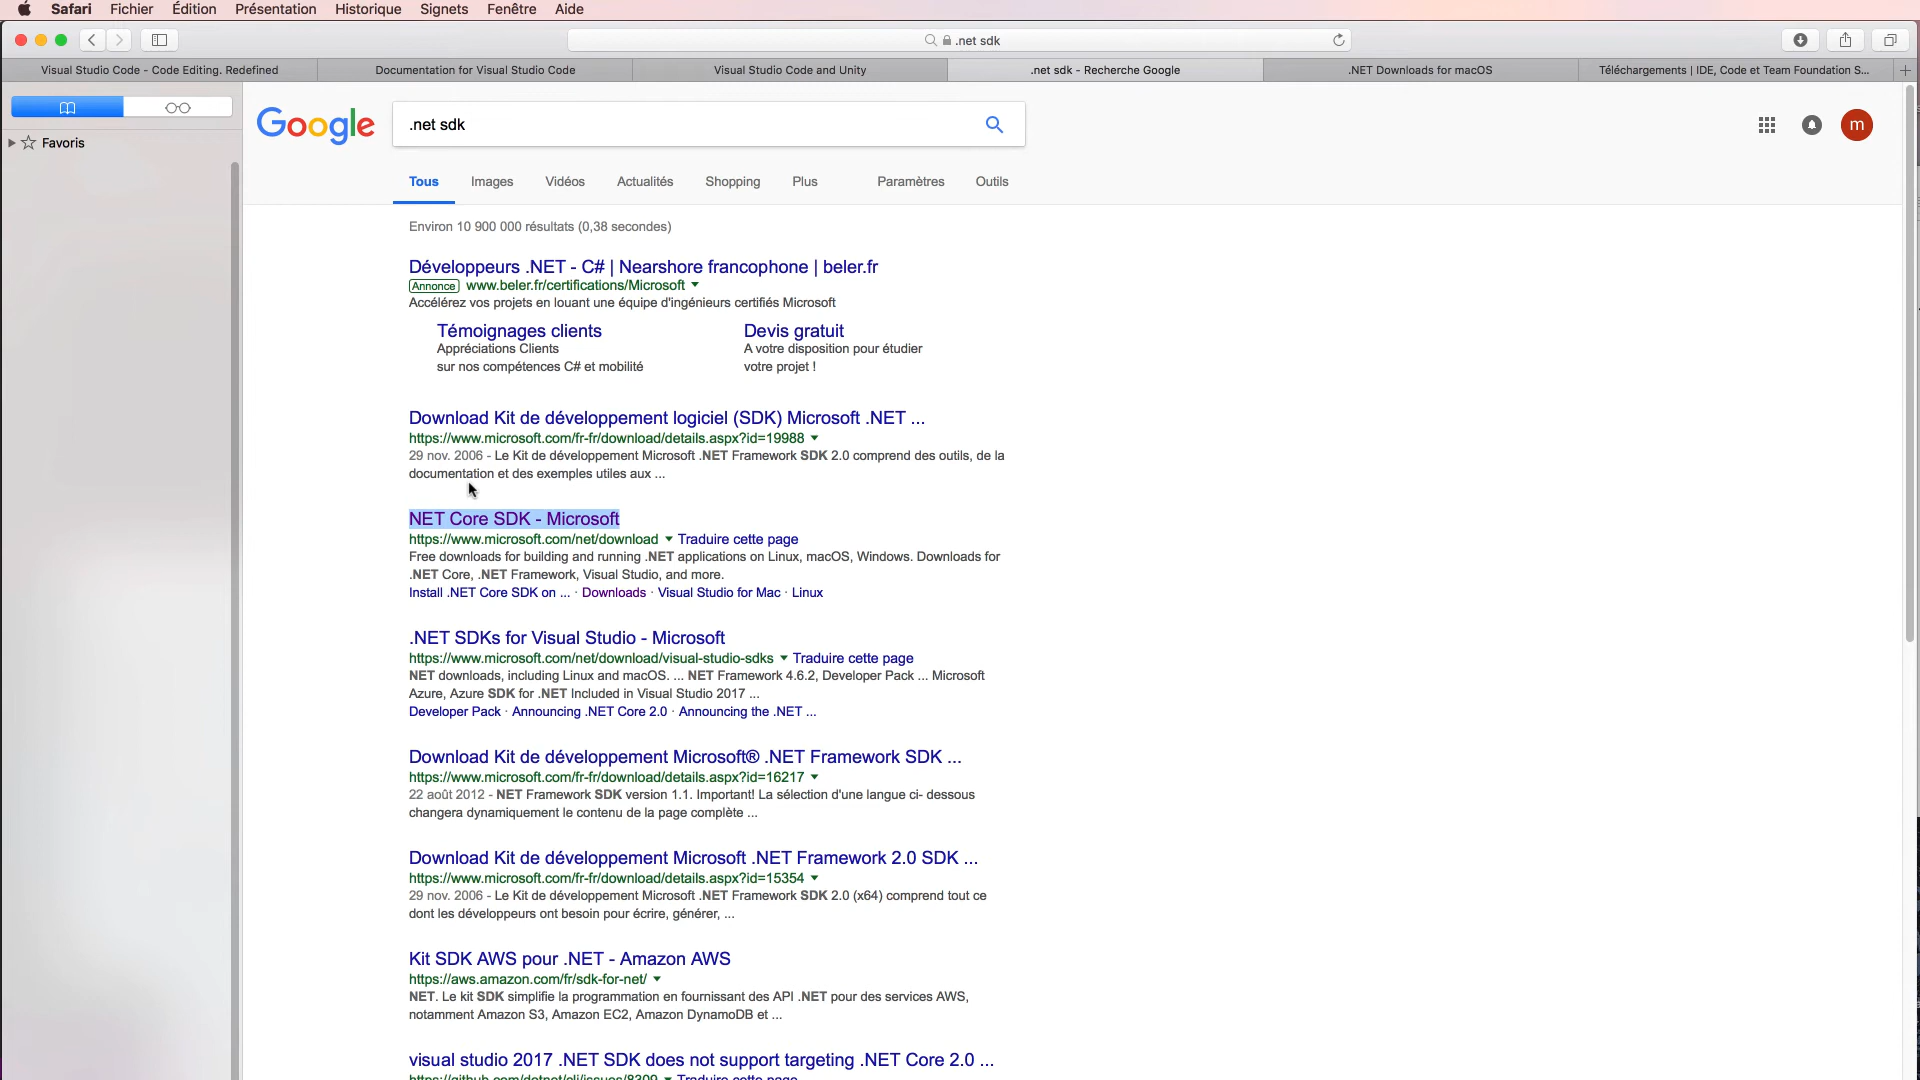 Safari Fichier Édition Présentation Historique Signets Fenêtre Aide
.net sdk
Visual Studio Code - Code Editing. Redefined
Documentation for Visual Studio Code
Visual Studio Code and Unity
.net sdk - Recherche Google
.NET Downloads for macOS
Téléchargements | IDE, Code et Team Foundation S...
Favoris
Google
.net sdk
m
Tous Images Vidéos Actualités Shopping Plus Paramètres Outils
Environ 10 900 000 résultats (0,38 secondes)
Développeurs .NET - C# | Nearshore francophone | beler.fr
Annonce www.beler.fr/certifications/Microsoft
Accélérez vos projets en louant une équipe d'ingénieurs certifiés Microsoft
Témoignages clients
Appréciations Clients
sur nos compétences C# et mobilité
Devis gratuit
A votre disposition pour étudier
votre projet !
Download Kit de développement logiciel (SDK) Microsoft .NET ...
https://www.microsoft.com/fr-fr/download/details.aspx?id=19988
29 nov. 2006 - Le Kit de développement Microsoft .NET Framework SDK 2.0 comprend des outils, de la
documentation et des exemples utiles aux ...
NET Core SDK - Microsoft
https://www.microsoft.com/net/download Traduire cette page
Free downloads for building and running .NET applications on Linux, macOS, Windows. Downloads for
.NET Core, .NET Framework, Visual Studio, and more.
Install .NET Core SDK on ... · Downloads · Visual Studio for Mac · Linux
.NET SDKs for Visual Studio - Microsoft
https://www.microsoft.com/net/download/visual-studio-sdks Traduire cette page
NET downloads, including Linux and macOS. ... NET Framework 4.6.2, Developer Pack ... Microsoft
Azure, Azure SDK for .NET Included in Visual Studio 2017 ...
Developer Pack · Announcing .NET Core 2.0 · Announcing the .NET ...
Download Kit de développement Microsoft® .NET Framework SDK ...
https://www.microsoft.com/fr-fr/download/details.aspx?id=16217
22 août 2012 - NET Framework SDK version 1.1. Important! La sélection d'une langue ci- dessous
changera dynamiquement le contenu de la page complète ...
Download Kit de développement Microsoft .NET Framework 2.0 SDK ...
https://www.microsoft.com/fr-fr/download/details.aspx?id=15354
29 nov. 2006 - Le Kit de développement Microsoft .NET Framework SDK 2.0 (x64) comprend tout ce
dont les développeurs ont besoin pour écrire, générer, ...
Kit SDK AWS pour .NET - Amazon AWS
https://aws.amazon.com/fr/sdk-for-net/
NET. Le kit SDK simplifie la programmation en fournissant des API .NET pour des services AWS,
notamment Amazon S3, Amazon EC2, Amazon DynamoDB et ...
visual studio 2017 .NET SDK does not support targeting .NET Core 2.0 ...
https://github.com/dotnet/cli/issues/8309 Traduire cette page